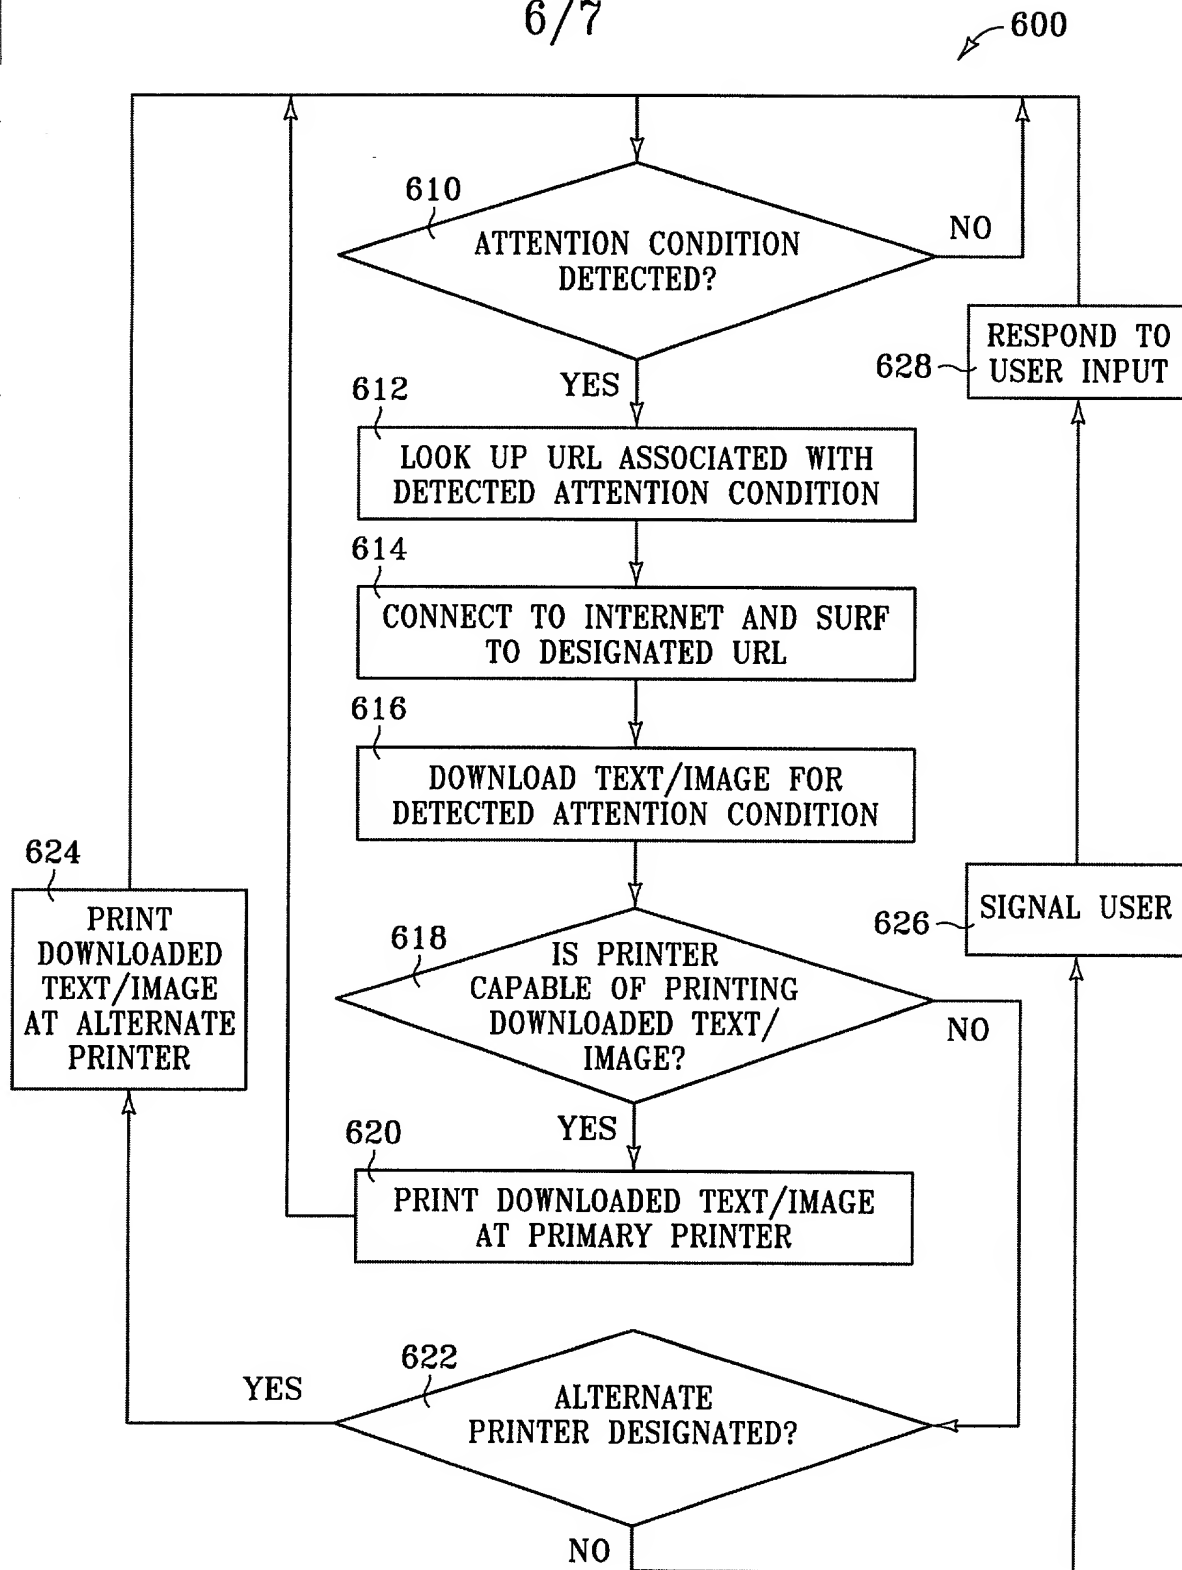 6/7
600
610
ATTENTION CONDITION
DETECTED?
NO
YES
RESPOND TO
USER INPUT
628
612
LOOK UP URL ASSOCIATED WITH
DETECTED ATTENTION CONDITION
614
CONNECT TO INTERNET AND SURF
TO DESIGNATED URL
616
DOWNLOAD TEXT/IMAGE FOR
DETECTED ATTENTION CONDITION
624
PRINT
DOWNLOADED
TEXT/IMAGE
AT ALTERNATE
PRINTER
SIGNAL USER
626
618
IS PRINTER
CAPABLE OF PRINTING
DOWNLOADED TEXT/
IMAGE?
NO
YES
620
PRINT DOWNLOADED TEXT/IMAGE
AT PRIMARY PRINTER
622
YES
ALTERNATE
PRINTER DESIGNATED?
NO